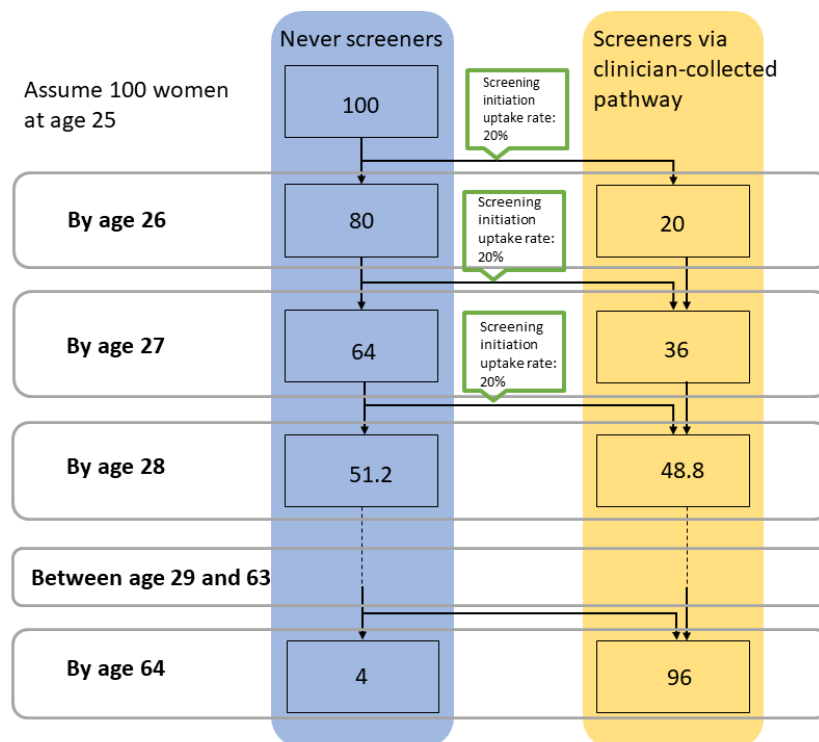 Never screeners
Screeners via
clinician-collected
pathway
Assume 100 women
at age 25
100
Screening
initiation
uptake rate:
20%
By age 26
80
20
Screening
initiation
uptake rate:
20%
By age 27
64
36
Screening
initiation
uptake rate:
20%
By age 28
51.2
48.8
Between age 29 and 63
By age 64
4
96